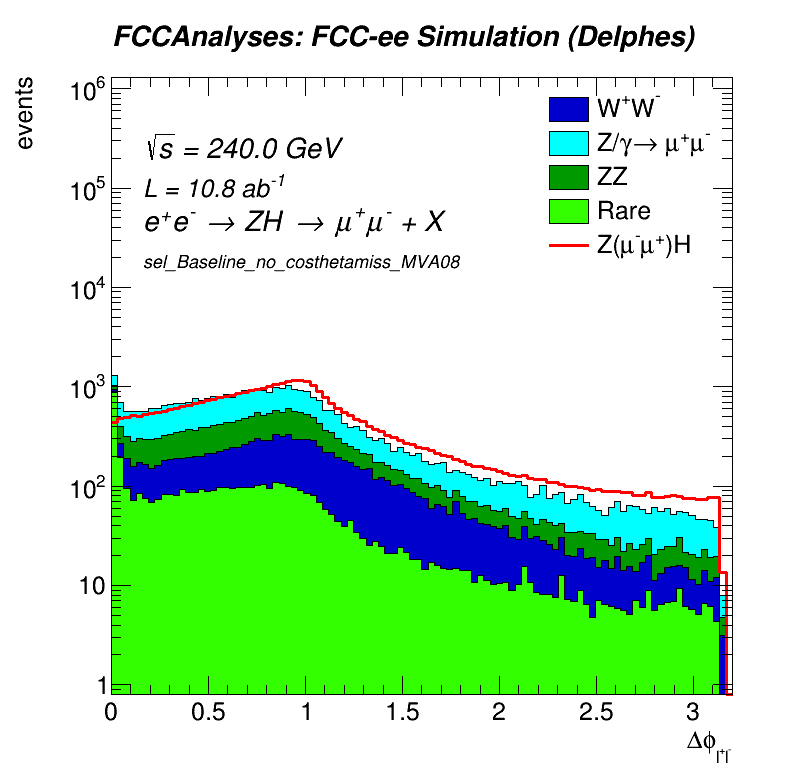 FCCAnalyses: FCC-ee Simulation (Delphes)
events
10⁶
10⁵
10⁴
10³
10²
10
1
√s = 240.0 GeV
L = 10.8 ab⁻¹
e⁺e⁻ → ZH → μ⁺μ⁻ + X
sel_Baseline_no_costhetamiss_MVA08
W⁺W⁻
Z/γ→ μ⁺μ⁻
ZZ
Rare
Z(μ⁻μ⁺)H
0 0.5 1 1.5 2 2.5 3
Δϕ l⁺l⁻